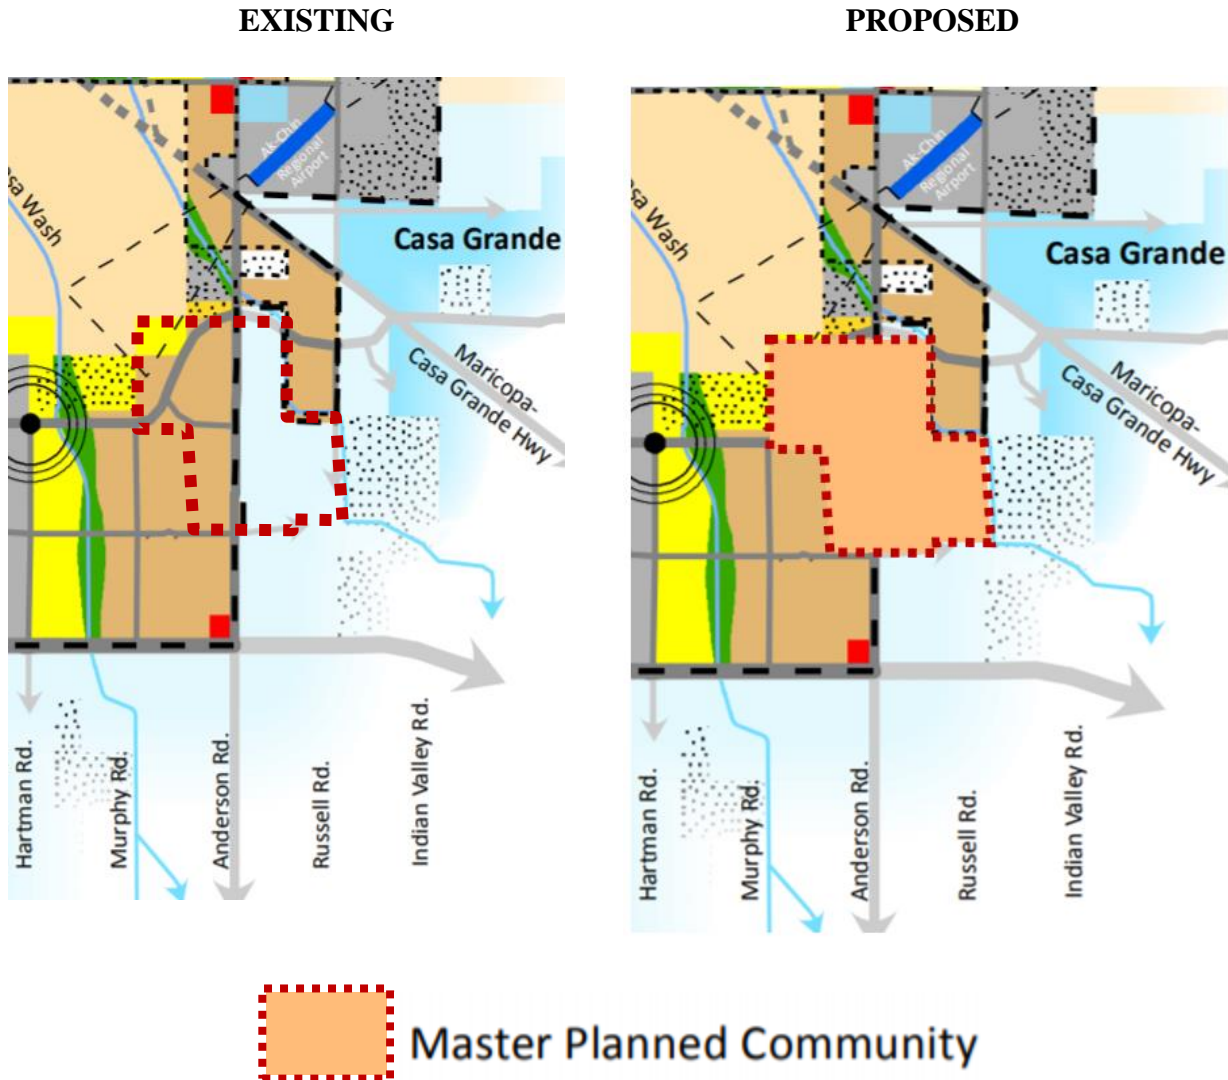 EXISTING
PROPOSED
Ak-Chin
Regional
Airport
sa Wash
Casa Grande
Maricopa-
Casa Grande Hwy
Hartman Rd.
Murphy Rd.
Anderson Rd.
Russell Rd.
Indian Valley Rd.
Ak-Chin
Regional
Airport
sa Wash
Casa Grande
Maricopa-
Casa Grande Hwy
Hartman Rd.
Murphy Rd.
Anderson Rd.
Russell Rd.
Indian Valley Rd.
Master Planned Community